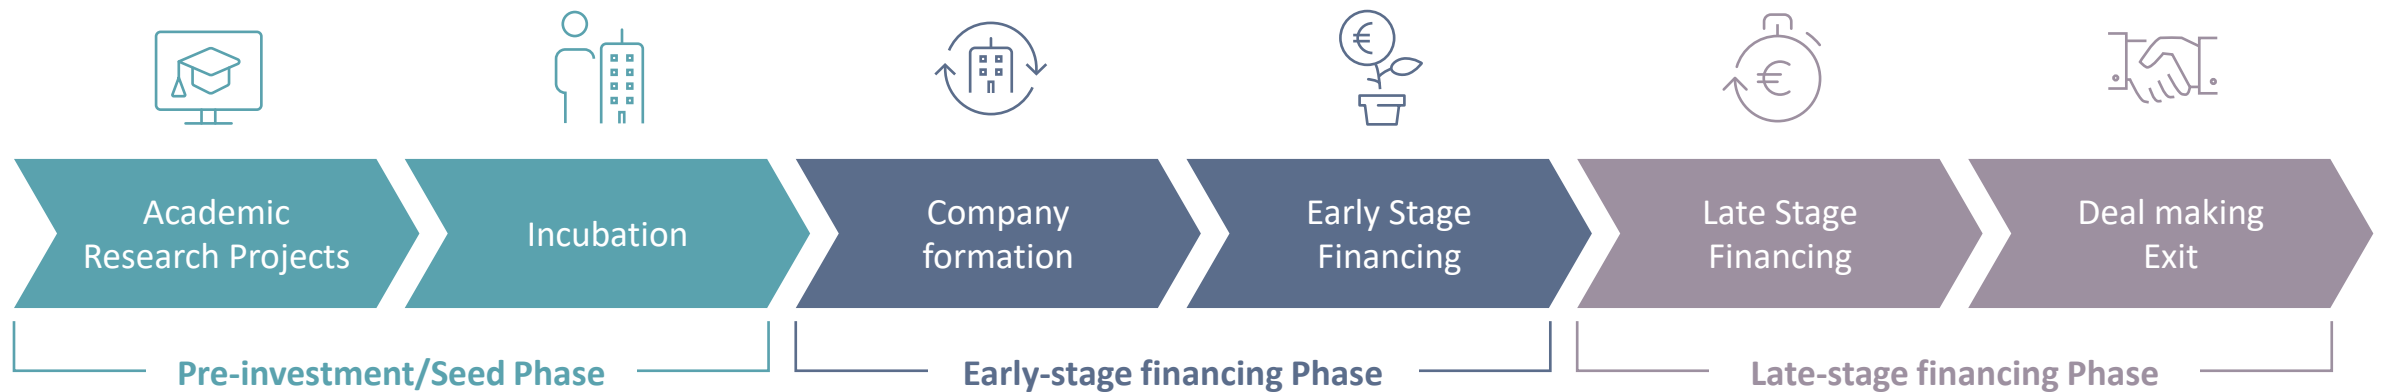 Academic
Research Projects
Incubation
Company
formation
Early Stage
Financing
Late Stage
Financing
Deal making
Exit
Pre-investment/Seed Phase
Early-stage financing Phase
Late-stage financing Phase